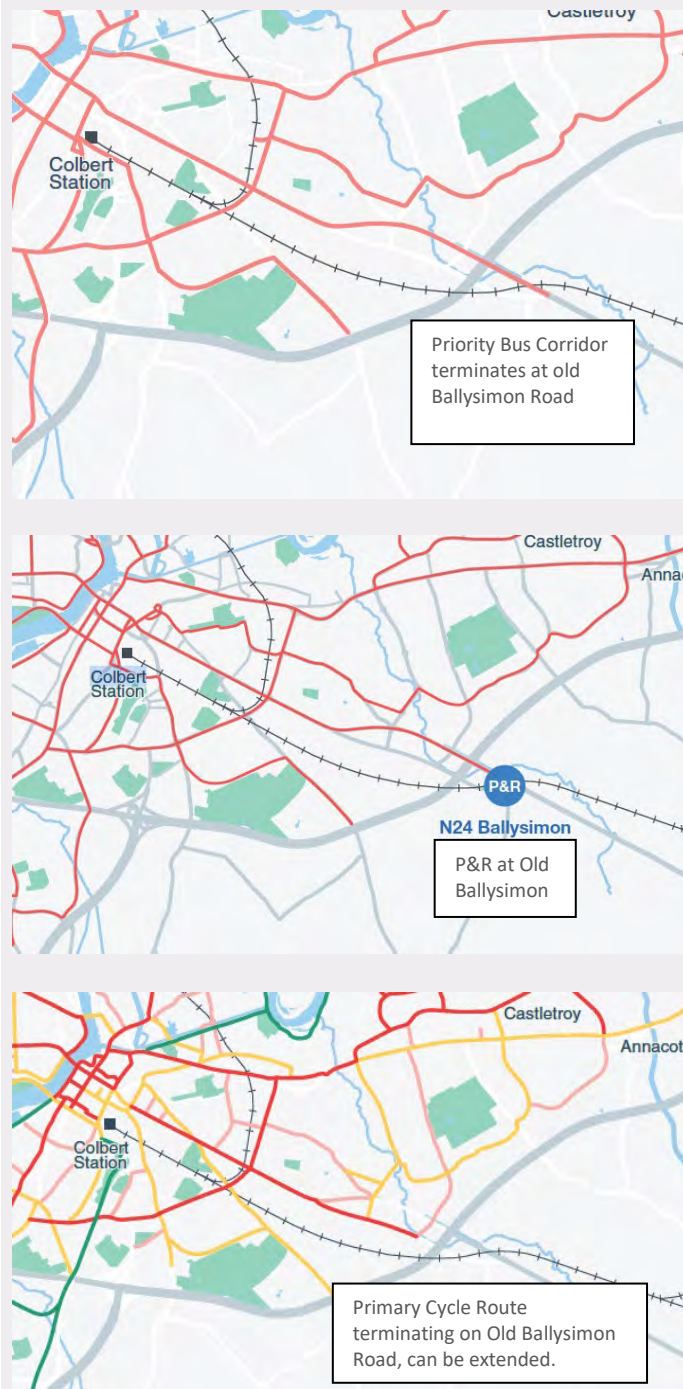 Castletroy
Colbert
Station
Priority Bus Corridor
terminates at old
Ballysimon Road
Castletroy
Anna
Colbert
Station
P&R
N24 Ballysimon
P&R at Old
Ballysimon
Castletroy
Annacot
Colbert
Station
Primary Cycle Route
terminating on Old Ballysimon
Road, can be extended.